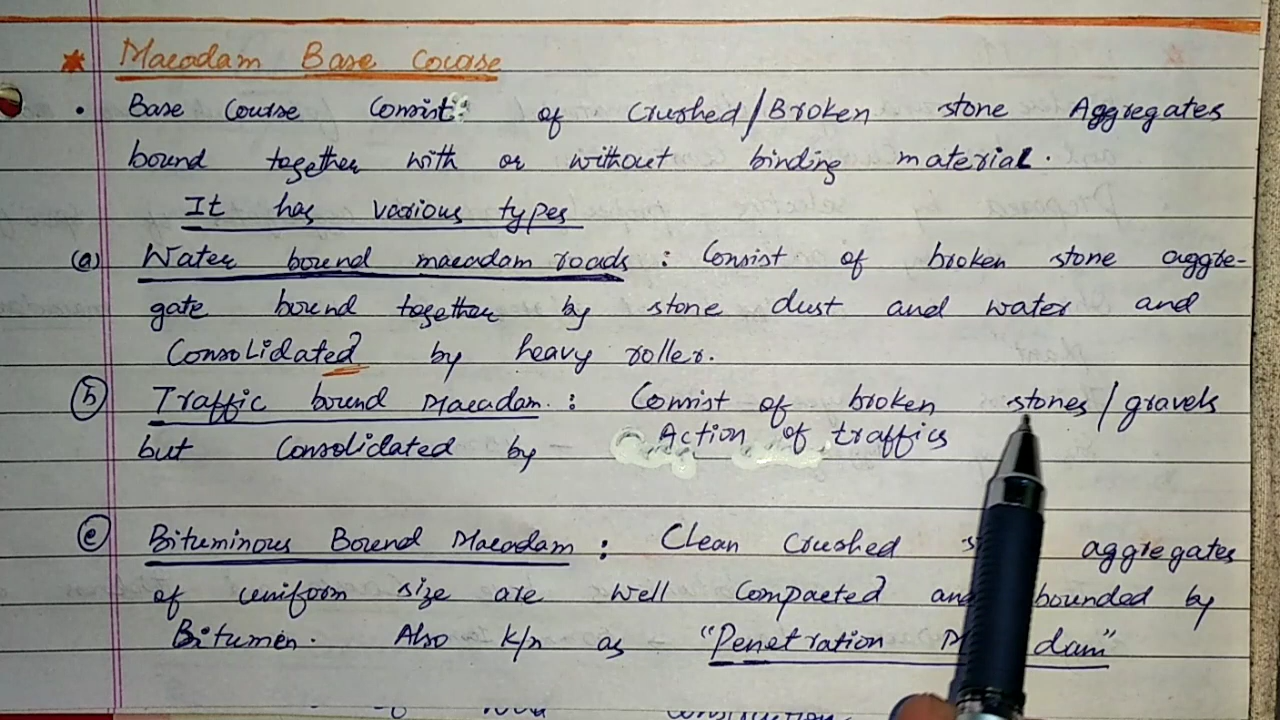 * Macadam Base Course
• Base Course Consist of Crushed/Broken stone Aggregates
bound together with or without binding material.
It has various types
(a) Water bound macadam roads : Consist of broken stone aggre-
gate bound together by stone dust and water and
Consolidated by heavy roller.
(b) Traffic bound Macadam : Consist of broken stones/gravels
but Consolidated by Action of traffics
(c) Bituminous Bound Macadam : Clean Crushed aggregates
of uniform size are Well Compacted and bounded by
Bitumen. Also k/n as "Penetration dam"